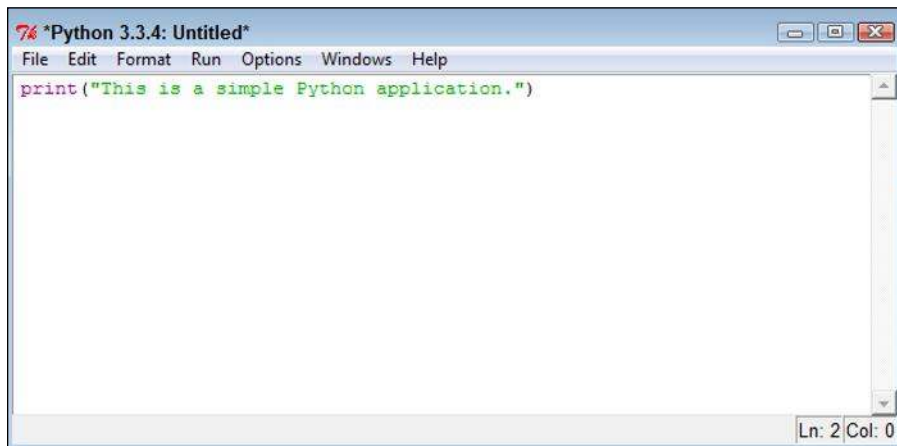 *Python 3.3.4: Untitled*
File Edit Format Run Options Windows Help
print("This is a simple Python application.")
Ln: 2 Col: 0